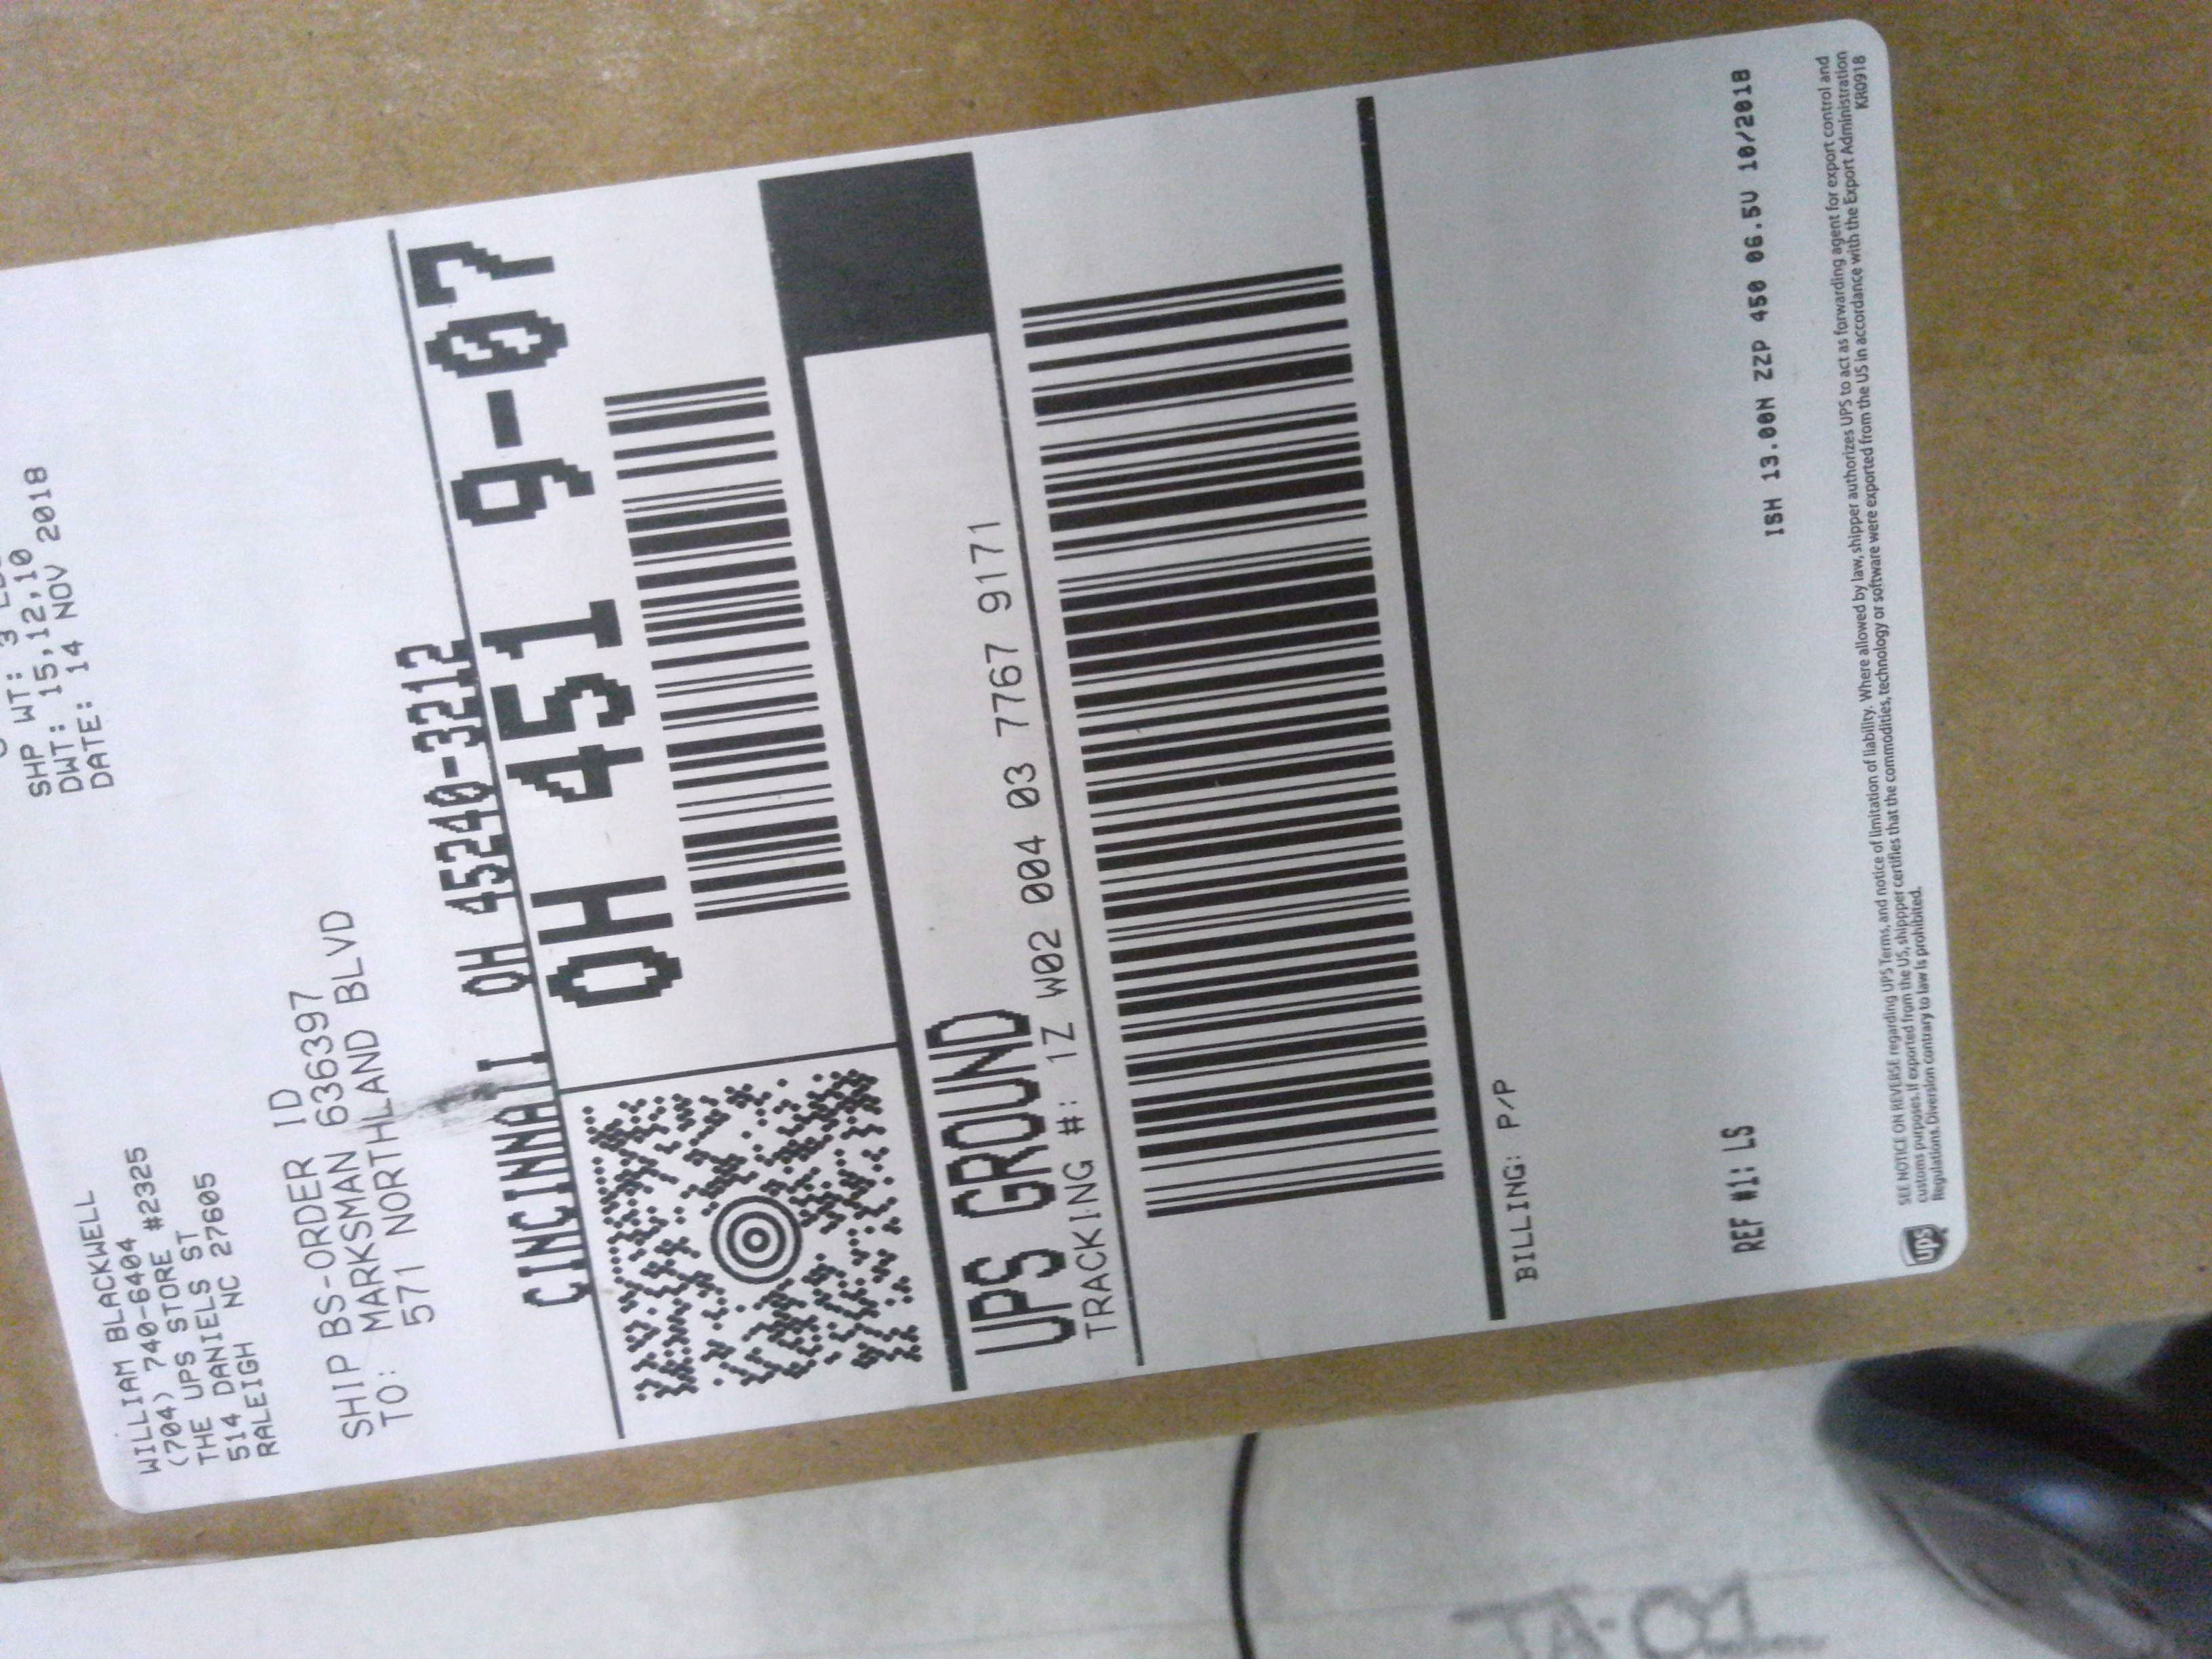 WILLIAM BLACKWELL
(704) 740-6404
THE UPS STORE #2325
514 DANIELS ST
RALEIGH NC 27605
SHP WT: 3
DWT: 15,12,10
DATE: 14 NOV 2018
SHIP BS-ORDER ID
TO: MARKSMAN 636397
571 NORTHLAND BLVD
CINCINNATI OH 45240-3212
OH 451 9-07
UPS GROUND
TRACKING #: 1Z W02 004 03 7767 9171
BILLING: P/P
REF #1: LS
ISH 13.00N ZZP 450 06.5U 10/2018
ups
SEE NOTICE ON REVERSE regarding UPS Terms, and notice of limitation of liability. Where allowed by law, shipper authorizes UPS to act as forwarding agent for export control and
customs purposes. If exported from the US, shipper certifies that the commodities, technology or software were exported from the US in accordance with the Export Administration
Regulations. Diversion contrary to law is prohibited. KR0918
TA-01